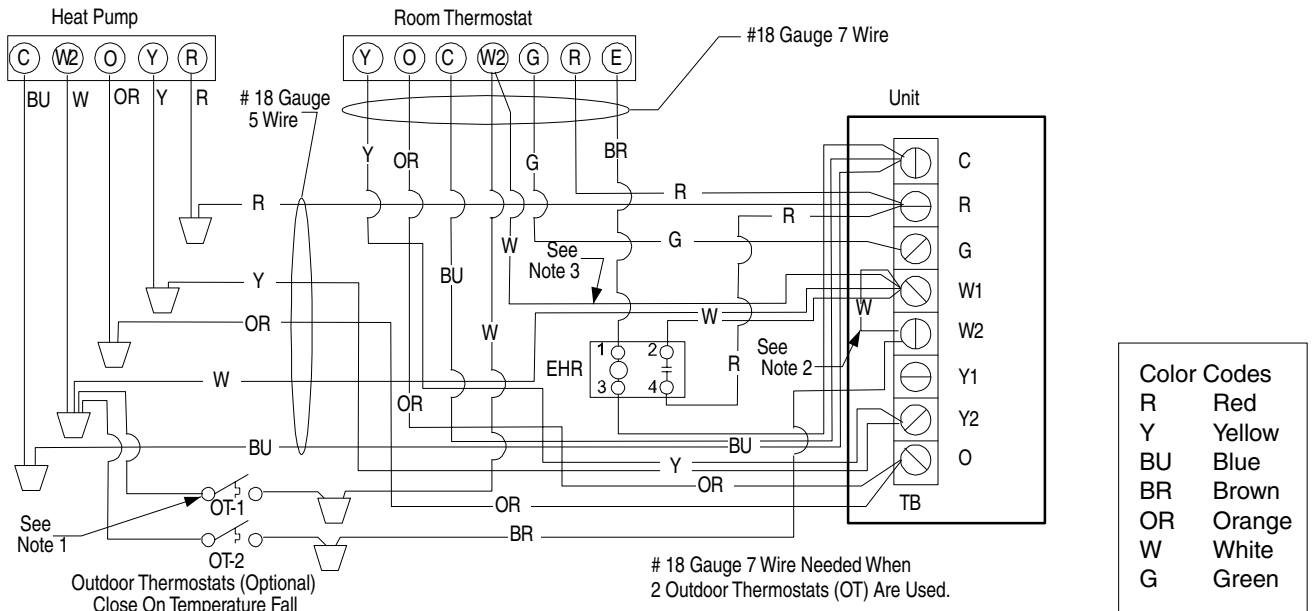 Heat Pump
Room Thermostat
#18 Gauge 7 Wire
C W2 O Y R
Y O C W2 G R E
BU W OR Y R
# 18 Gauge
5 Wire
Unit
Y OR G BR
C
R
R
R
R
G
G
W
See
Note 3
W1
BU
Y
W
W
W2
OR
W
1 2
EHR
3 4
R
See
Note 2
Y1
W
OR
Y2
BU
BU
O
Y
OR
TB
OT-1
OR
See
Note 1
BR
OT-2
Outdoor Thermostats (Optional)
Close On Temperature Fall
# 18 Gauge 7 Wire Needed When
2 Outdoor Thermostats (OT) Are Used.
Color Codes
R Red
Y Yellow
BU Blue
BR Brown
OR Orange
W White
G Green